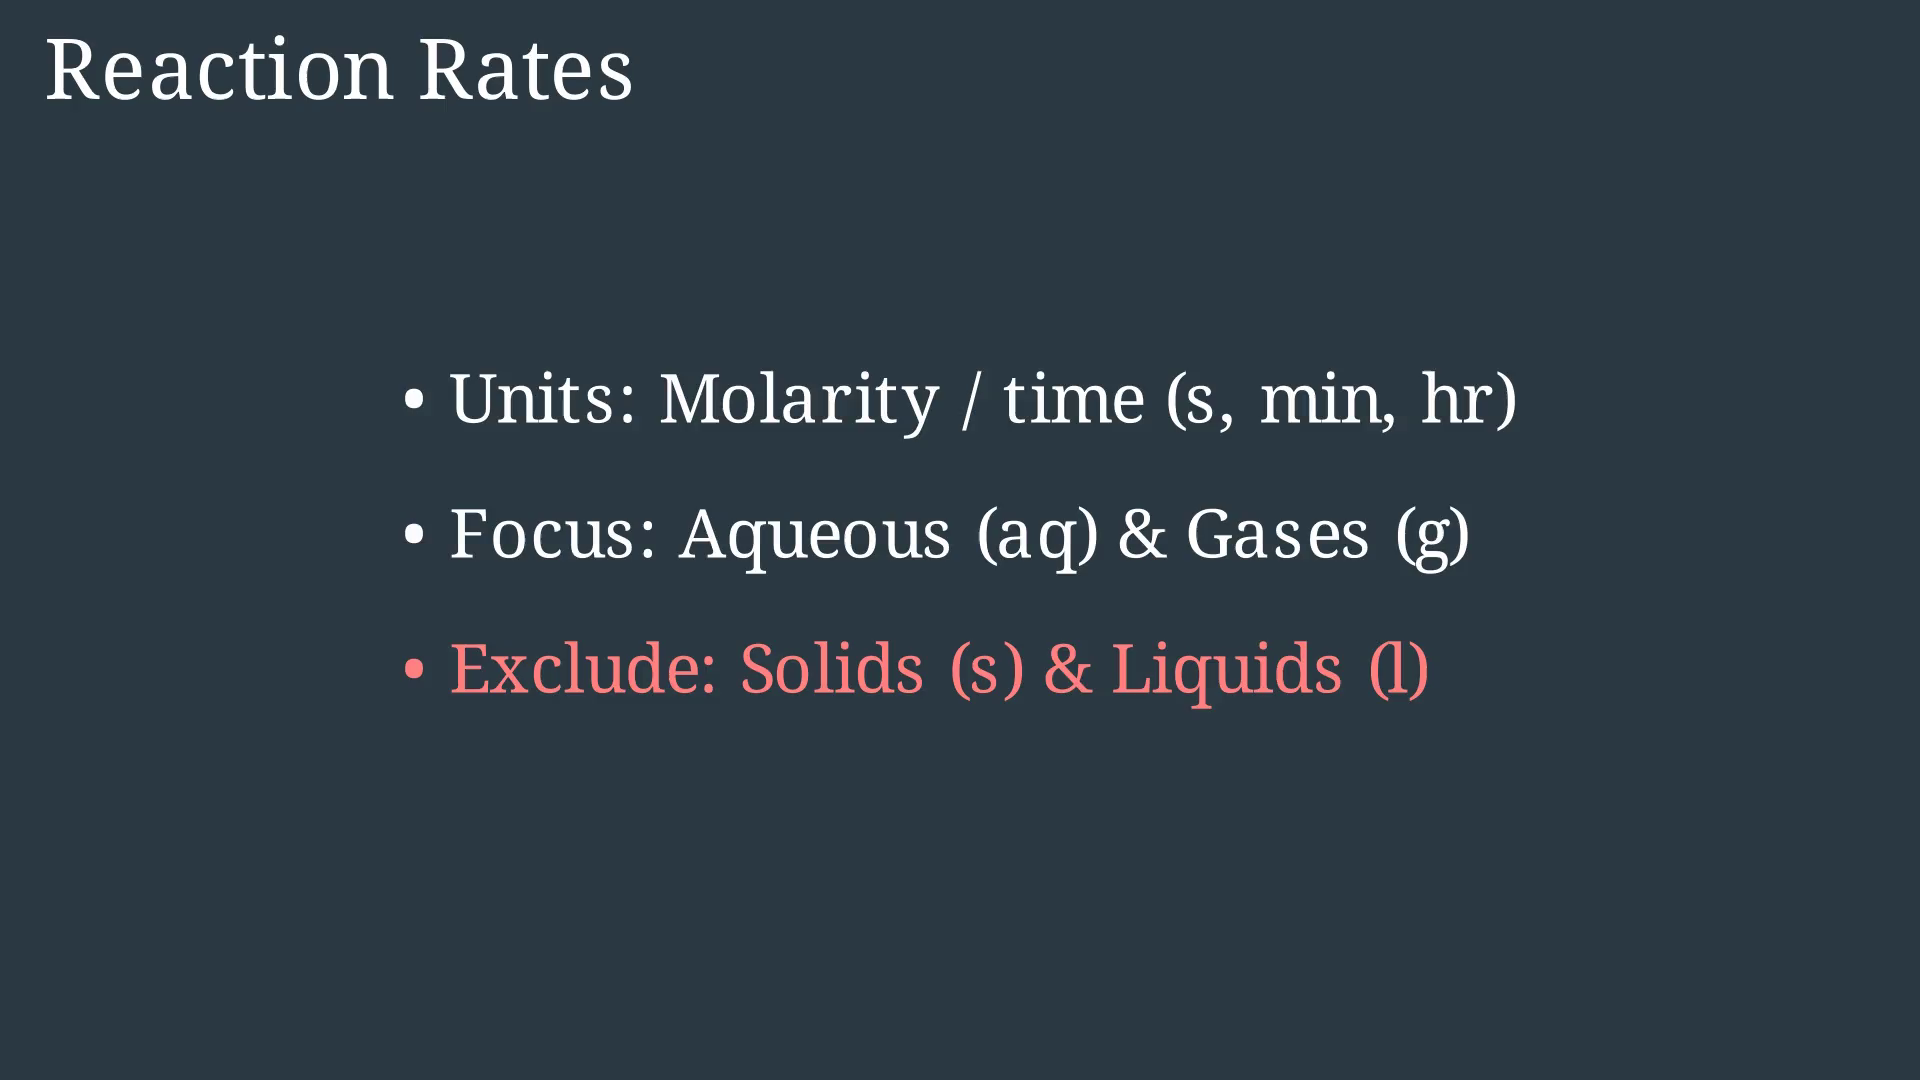 Reaction Rates
• Units: Molarity / time (s, min, hr)
• Focus: Aqueous (aq) & Gases (g)
• Exclude: Solids (s) & Liquids (l)